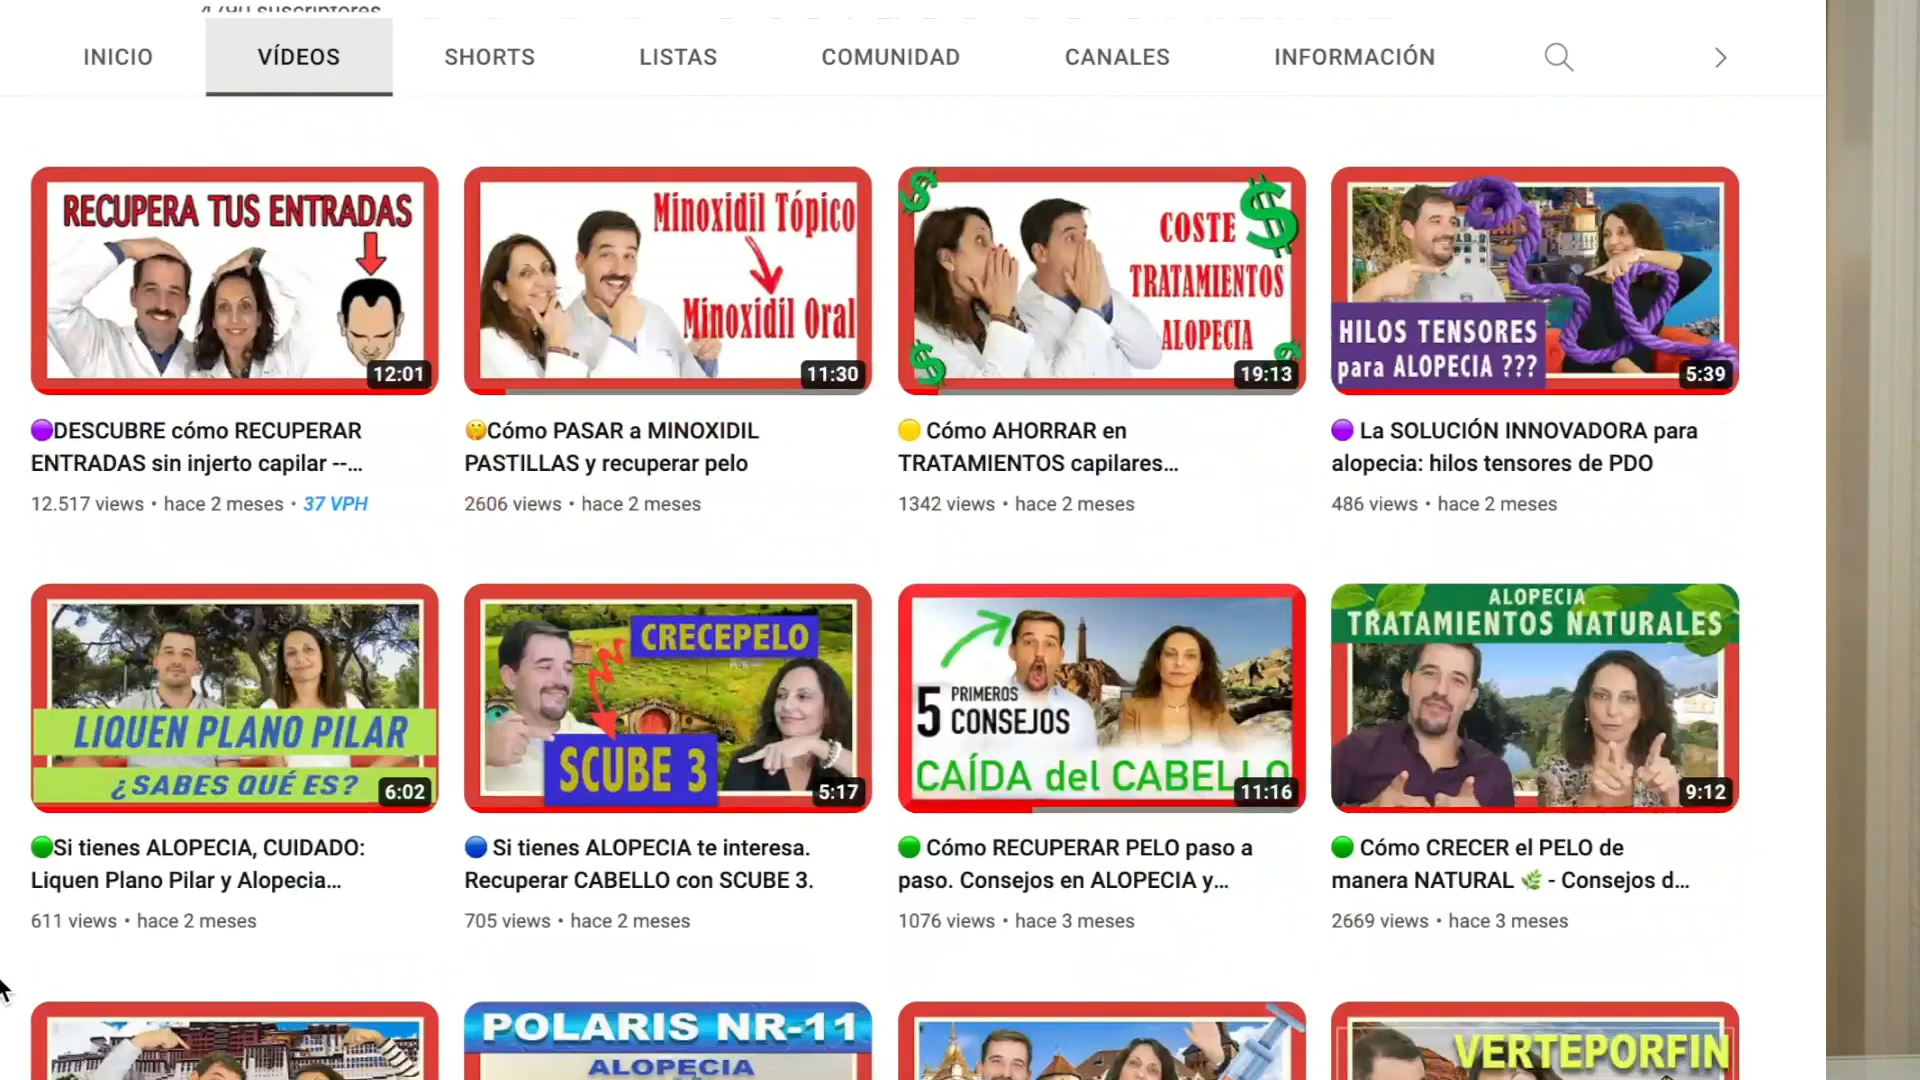 4790 suscriptores
INICIO
VÍDEOS
SHORTS
LISTAS
COMUNIDAD
CANALES
INFORMACIÓN
RECUPERA TUS ENTRADAS
12:01
Minoxidil Tópico
Minoxidil Oral
11:30
COSTE
TRATAMIENTOS
ALOPECIA
19:13
HILOS TENSORES
para ALOPECIA ???
5:39
🟣DESCUBRE cómo RECUPERAR
ENTRADAS sin injerto capilar --...
12.517 views • hace 2 meses • 37 VPH
🤫Cómo PASAR a MINOXIDIL
PASTILLAS y recuperar pelo
2606 views • hace 2 meses
🟡 Cómo AHORRAR en
TRATAMIENTOS capilares...
1342 views • hace 2 meses
🟣 La SOLUCIÓN INNOVADORA para
alopecia: hilos tensores de PDO
486 views • hace 2 meses
LIQUEN PLANO PILAR
¿SABES QUÉ ES?
6:02
CRECEPELO
SCUBE 3
5:17
5 PRIMEROS
CONSEJOS
CAÍDA del CABELLO
11:16
ALOPECIA
TRATAMIENTOS NATURALES
9:12
🟢Si tienes ALOPECIA, CUIDADO:
Liquen Plano Pilar y Alopecia...
611 views • hace 2 meses
🔵 Si tienes ALOPECIA te interesa.
Recuperar CABELLO con SCUBE 3.
705 views • hace 2 meses
🟢 Cómo RECUPERAR PELO paso a
paso. Consejos en ALOPECIA y...
1076 views • hace 3 meses
🟢 Cómo CRECER el PELO de
manera NATURAL 🌿 - Consejos d...
2669 views • hace 3 meses
POLARIS NR-11
ALOPECIA
VERTEPORFIN